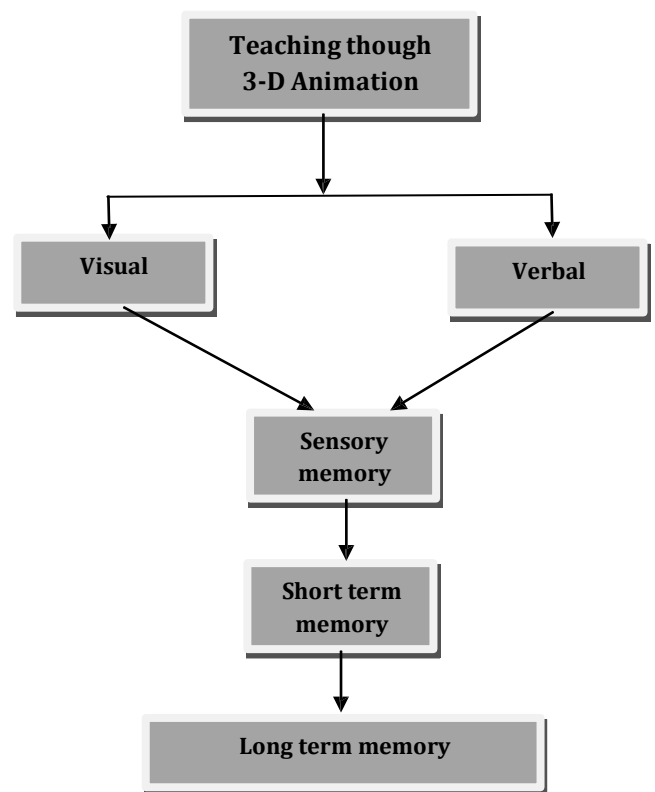 Teaching though
3-D Animation
Visual
Verbal
Sensory
memory
Short term
memory
Long term memory